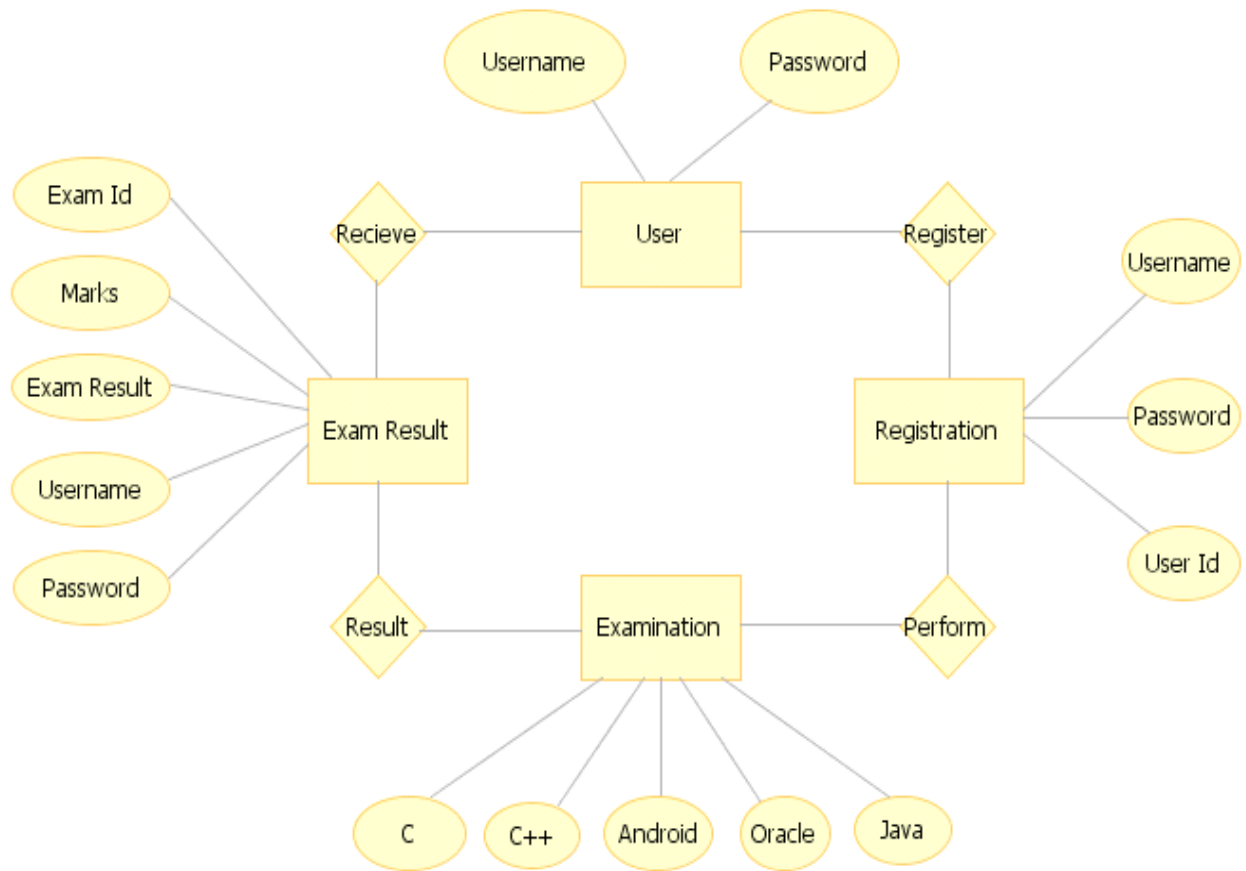 Username
Password
Exam Id
Recieve
User
Register
Username
Marks
Exam Result
Exam Result
Registration
Password
Username
User Id
Password
Result
Examination
Perform
C
C++
Android
Oracle
Java